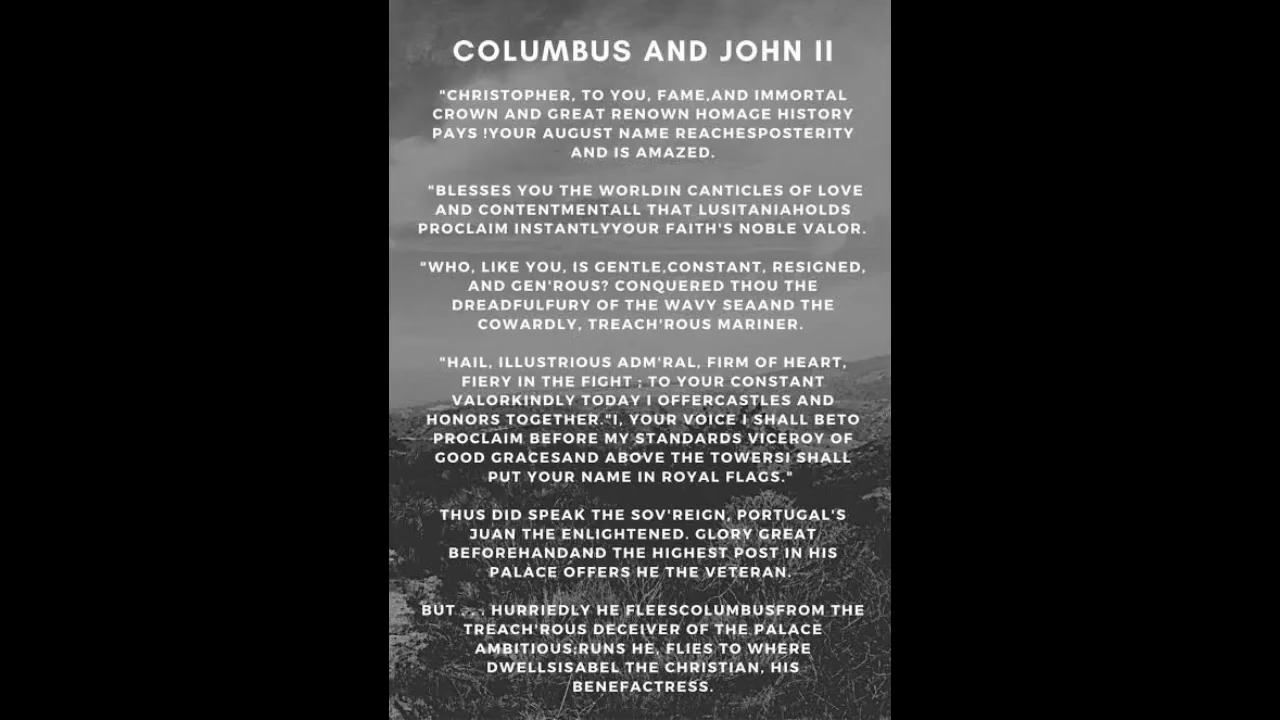 COLUMBUS AND JOHN II
"CHRISTOPHER, TO YOU, FAME,AND IMMORTAL
CROWN AND GREAT RENOWN HOMAGE HISTORY
PAYS !YOUR AUGUST NAME REACHESPOSTERITY
AND IS AMAZED.
"BLESSES YOU THE WORLDIN CANTICLES OF LOVE
AND CONTENTMENTALL THAT LUSITANIAHOLDS
PROCLAIM INSTANTLYYOUR FAITH'S NOBLE VALOR.
"WHO, LIKE YOU, IS GENTLE,CONSTANT, RESIGNED,
AND GEN'ROUS? CONQUERED THOU THE
DREADFULFURY OF THE WAVY SEAAND THE
COWARDLY, TREACH'ROUS MARINER.
"HAIL, ILLUSTRIOUS ADM'RAL, FIRM OF HEART,
FIERY IN THE FIGHT ; TO YOUR CONSTANT
VALORKINDLY TODAY I OFFERCASTLES AND
HONORS TOGETHER."I, YOUR VOICE I SHALL BETO
PROCLAIM BEFORE MY STANDARDS VICEROY OF
GOOD GRACESAND ABOVE THE TOWERSI SHALL
PUT YOUR NAME IN ROYAL FLAGS."
THUS DID SPEAK THE SOV'REIGN, PORTUGAL'S
JUAN THE ENLIGHTENED. GLORY GREAT
BEFOREHANDAND THE HIGHEST POST IN HIS
PALACE OFFERS HE THE VETERAN.
BUT . . . HURRIEDLY HE FLEESCOLUMBUSFROM THE
TREACH'ROUS DECEIVER OF THE PALACE
AMBITIOUS;RUNS HE, FLIES TO WHERE
DWELLSISABEL THE CHRISTIAN, HIS
BENEFACTRESS.